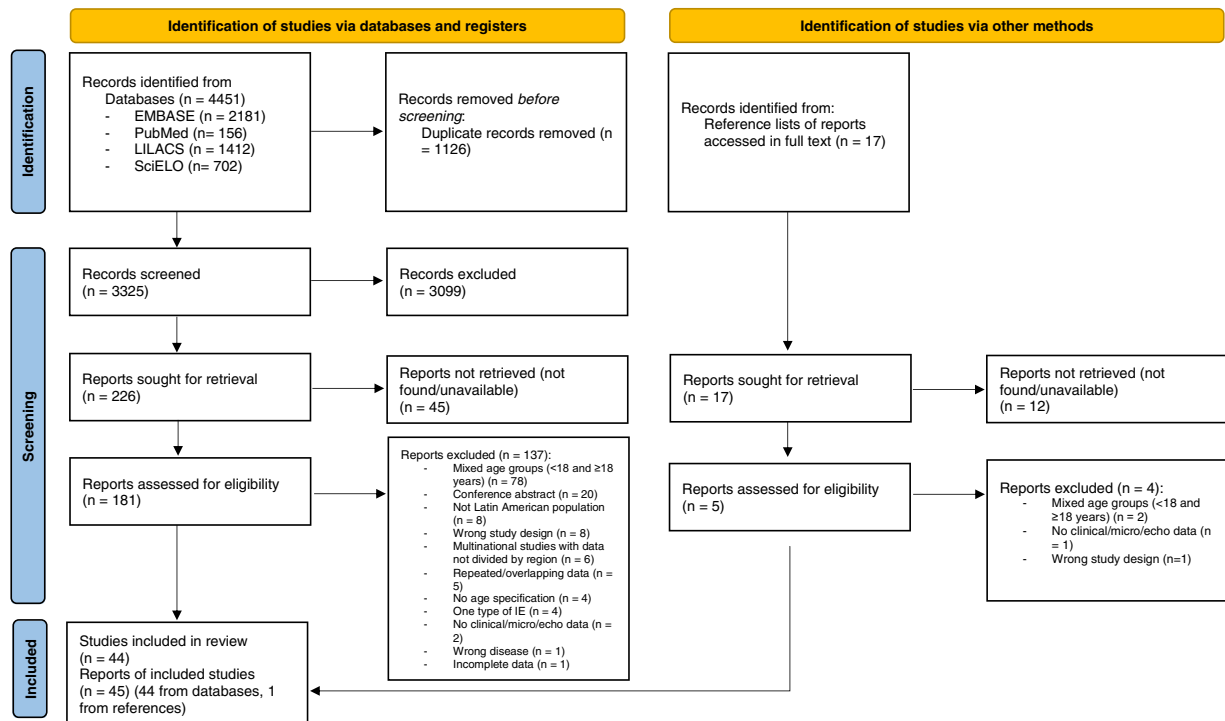 Identification of studies via databases and registers
Identification of studies via other methods
Identification
Records identified from
Databases (n = 4451)
- EMBASE (n = 2181)
- PubMed (n= 156)
- LILACS (n = 1412)
- SciELO (n= 702)
Records removed before
screening:
Duplicate records removed (n
= 1126)
Records identified from:
Reference lists of reports
accessed in full text (n = 17)
Screening
Records screened
(n = 3325)
Records excluded
(n = 3099)
Reports sought for retrieval
(n = 226)
Reports not retrieved (not
found/unavailable)
(n = 45)
Reports sought for retrieval
(n = 17)
Reports not retrieved (not
found/unavailable)
(n = 12)
Reports assessed for eligibility
(n = 181)
Reports excluded (n = 137):
- Mixed age groups (<18 and ≥18
years) (n = 78)
- Conference abstract (n = 20)
- Not Latin American population
(n = 8)
- Wrong study design (n = 8)
- Multinational studies with data
not divided by region (n = 6)
- Repeated/overlapping data (n =
5)
- No age specification (n = 4)
- One type of IE (n = 4)
- No clinical/micro/echo data (n =
2)
- Wrong disease (n = 1)
- Incomplete data (n = 1)
Reports assessed for eligibility
(n = 5)
Reports excluded (n = 4):
- Mixed age groups (<18 and
≥18 years) (n = 2)
- No clinical/micro/echo data (n
= 1)
- Wrong study design (n=1)
Included
Studies included in review
(n = 44)
Reports of included studies
(n = 45) (44 from databases, 1
from references)